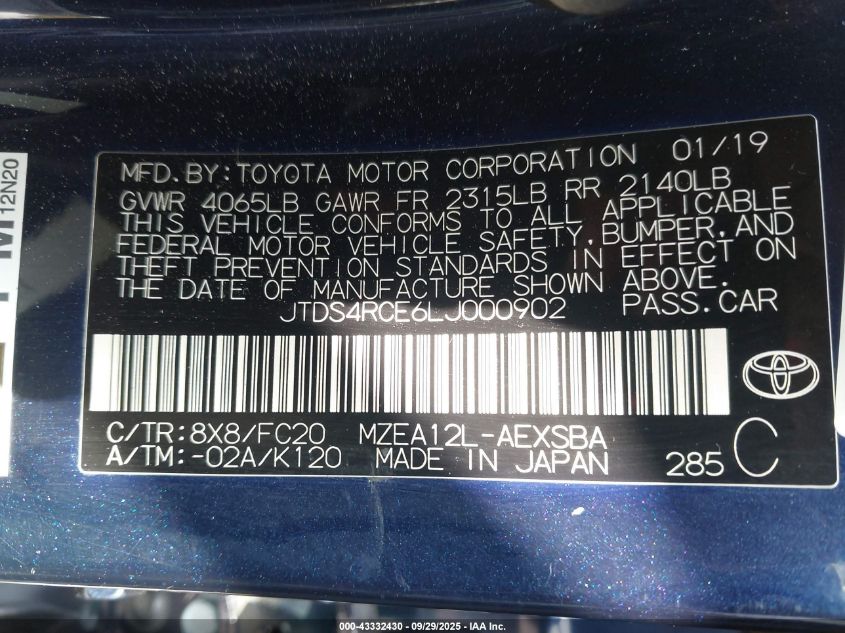 MFD. BY: TOYOTA MOTOR CORPORATION 01/19
GVWR 4065LB GAWR FR 2315LB RR 2140LB
THIS VEHICLE CONFORMS TO ALL APPLICABLE
FEDERAL MOTOR VEHICLE SAFETY, BUMPER, AND
THEFT PREVENTION STANDARDS IN EFFECT ON
THE DATE OF MANUFACTURE SHOWN ABOVE.
JTDS4RCE6LJ000902 PASS. CAR
C/TR: 8X8/FC20 MZEA12L-AEXSBA
A/TM: -02A/K120 MADE IN JAPAN 285 C
12N20
000-43332430 - 09/29/2025 - IAA Inc.